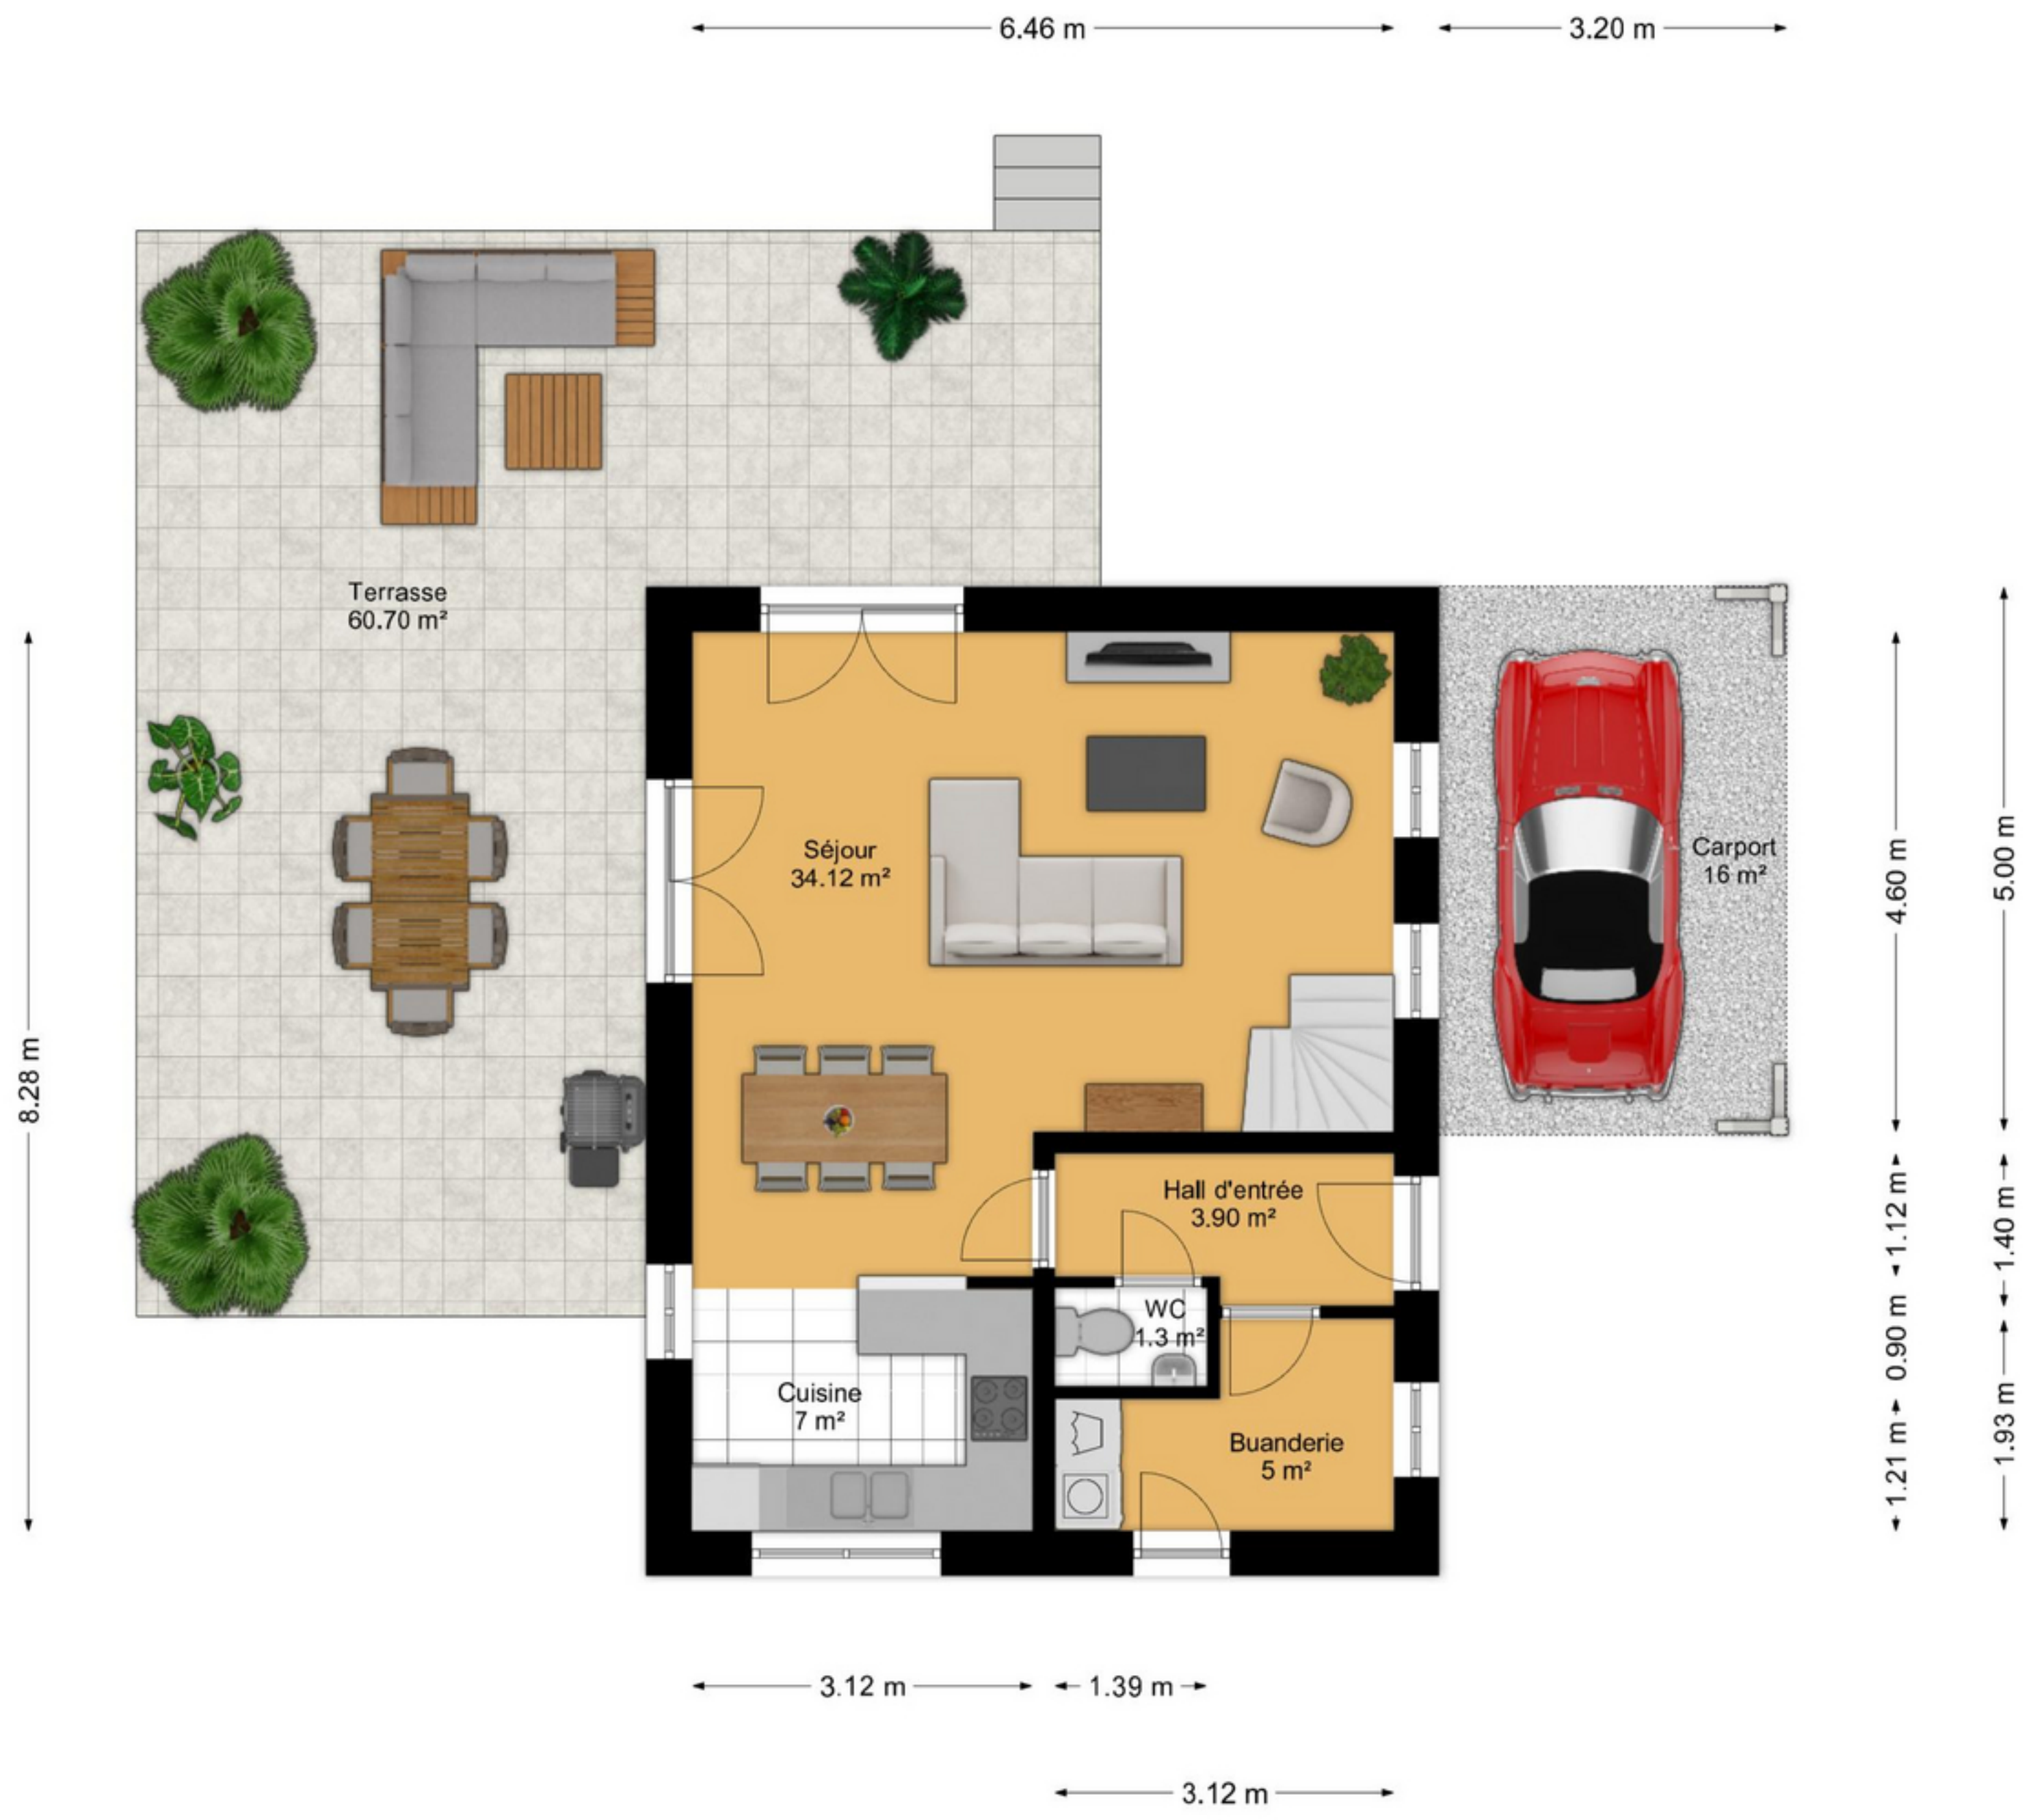 6.46 m
3.20 m
Terrasse
60.70 m²
Séjour
34.12 m²
Carport
16 m²
8.28 m
4.60 m
5.00 m
Hall d'entrée
3.90 m²
1.12 m
1.40 m
WC
1.3 m²
0.90 m
Cuisine
7 m²
Buanderie
5 m²
1.21 m
1.93 m
3.12 m
1.39 m
3.12 m